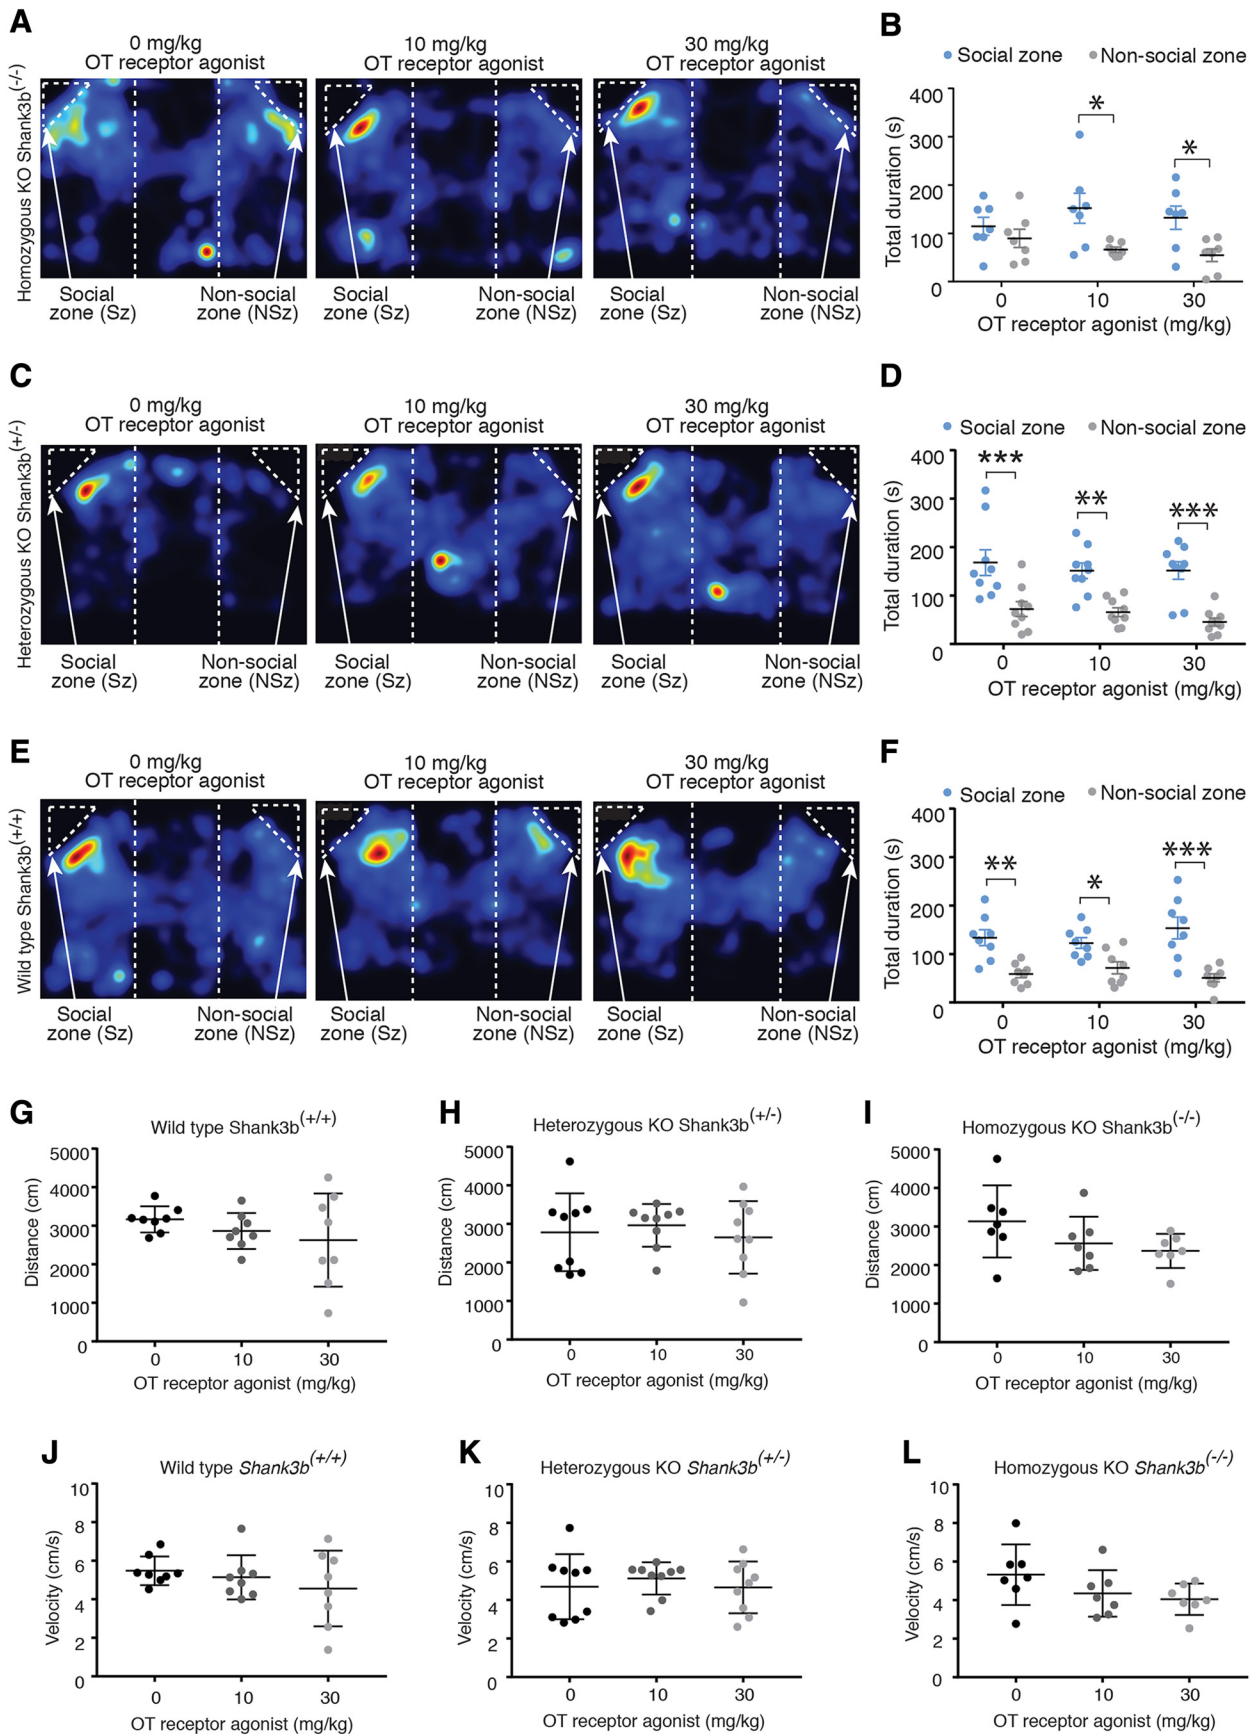 A
0 mg/kg
OT receptor agonist
10 mg/kg
OT receptor agonist
30 mg/kg
OT receptor agonist
Homozygous KO Shank3b(-/-)
Social
zone (Sz)
Non-social
zone (NSz)
Social
zone (Sz)
Non-social
zone (NSz)
Social
zone (Sz)
Non-social
zone (NSz)
B
Social zone
Non-social zone
Total duration (s)
400
300
200
100
0
*
*
0
10
30
OT receptor agonist (mg/kg)
C
0 mg/kg
OT receptor agonist
10 mg/kg
OT receptor agonist
30 mg/kg
OT receptor agonist
Heterozygous KO Shank3b(+/-)
Social
zone (Sz)
Non-social
zone (NSz)
Social
zone (Sz)
Non-social
zone (NSz)
Social
zone (Sz)
Non-social
zone (NSz)
D
Social zone
Non-social zone
Total duration (s)
400
300
200
100
0
***
**
***
0
10
30
OT receptor agonist (mg/kg)
E
0 mg/kg
OT receptor agonist
10 mg/kg
OT receptor agonist
30 mg/kg
OT receptor agonist
Wild type Shank3b(+/+)
Social
zone (Sz)
Non-social
zone (NSz)
Social
zone (Sz)
Non-social
zone (NSz)
Social
zone (Sz)
Non-social
zone (NSz)
F
Social zone
Non-social zone
Total duration (s)
400
300
200
100
0
**
*
***
0
10
30
OT receptor agonist (mg/kg)
G
Wild type Shank3b(+/+)
Distance (cm)
5000
4000
3000
2000
1000
0
0
10
30
OT receptor agonist (mg/kg)
H
Heterozygous KO Shank3b(+/-)
Distance (cm)
5000
4000
3000
2000
1000
0
0
10
30
OT receptor agonist (mg/kg)
I
Homozygous KO Shank3b(-/-)
Distance (cm)
5000
4000
3000
2000
1000
0
0
10
30
OT receptor agonist (mg/kg)
J
Wild type Shank3b(+/+)
Velocity (cm/s)
10
8
6
4
2
0
0
10
30
OT receptor agonist (mg/kg)
K
Heterozygous KO Shank3b(+/-)
Velocity (cm/s)
10
8
6
4
2
0
0
10
30
OT receptor agonist (mg/kg)
L
Homozygous KO Shank3b(-/-)
Velocity (cm/s)
10
8
6
4
2
0
0
10
30
OT receptor agonist (mg/kg)